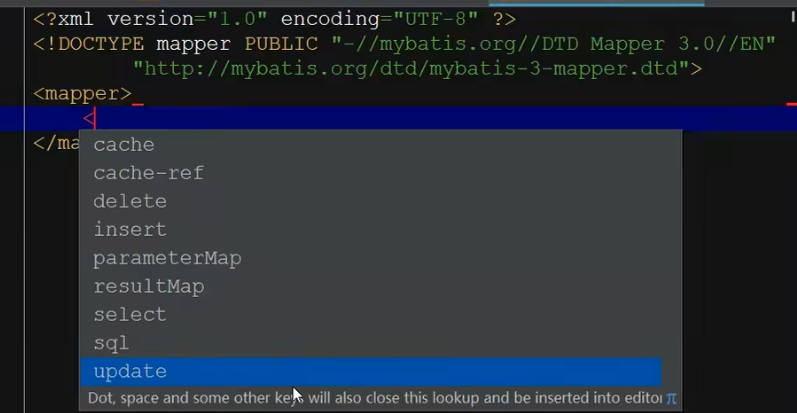 <?xml version="1.0" encoding="UTF-8" ?>
<!DOCTYPE mapper PUBLIC "-//mybatis.org//DTD Mapper 3.0//EN"
"http://mybatis.org/dtd/mybatis-3-mapper.dtd">
<mapper>
<
</ma
cache
cache-ref
delete
insert
parameterMap
resultMap
select
sql
update
Dot, space and some other keys will also close this lookup and be inserted into editor π